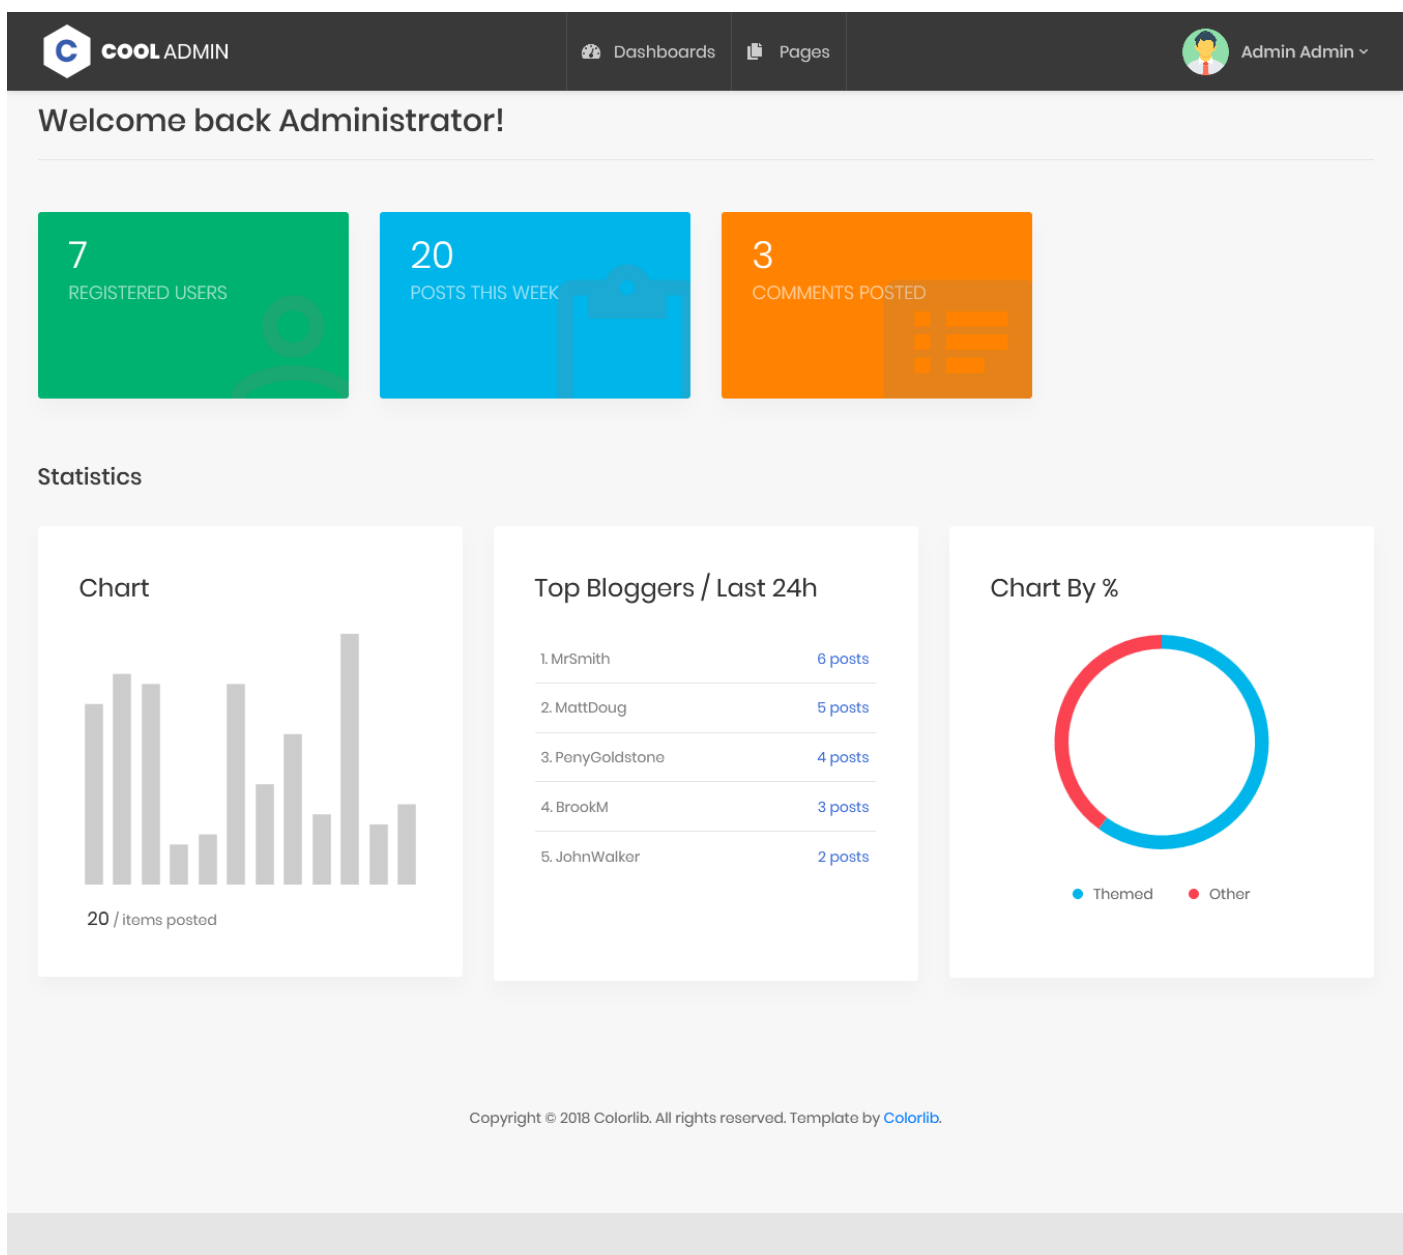 C COOL ADMIN
Dashboards
Pages
Admin Admin
Welcome back Administrator!
7
REGISTERED USERS
20
POSTS THIS WEEK
3
COMMENTS POSTED
Statistics
Chart
20 / items posted
Top Bloggers / Last 24h
1. MrSmith 6 posts
2. MattDoug 5 posts
3. PenyGoldstone 4 posts
4. BrookM 3 posts
5. JohnWalker 2 posts
Chart By %
Themed Other
Copyright © 2018 Colorlib. All rights reserved. Template by Colorlib.